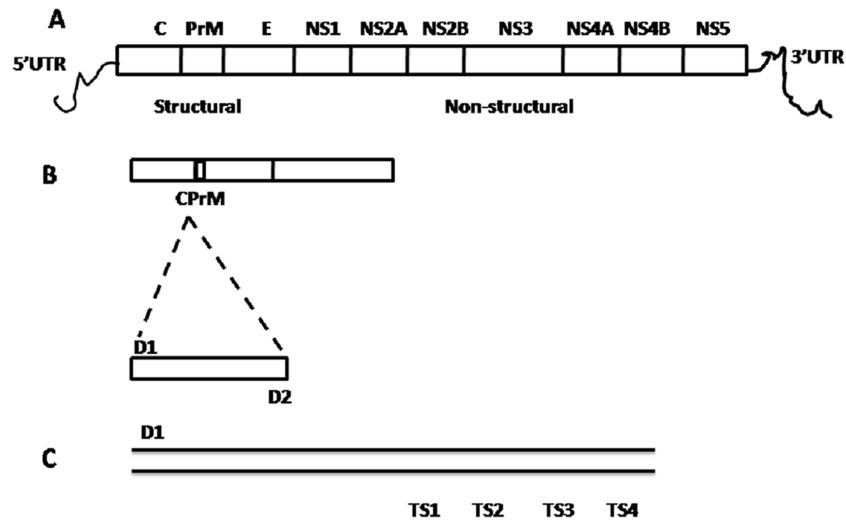 A
C PrM E NS1 NS2A NS2B NS3 NS4A NS4B NS5
5'UTR 3'UTR
Structural Non-structural
B
CPrM
D1
D2
D1
C
TS1 TS2 TS3 TS4